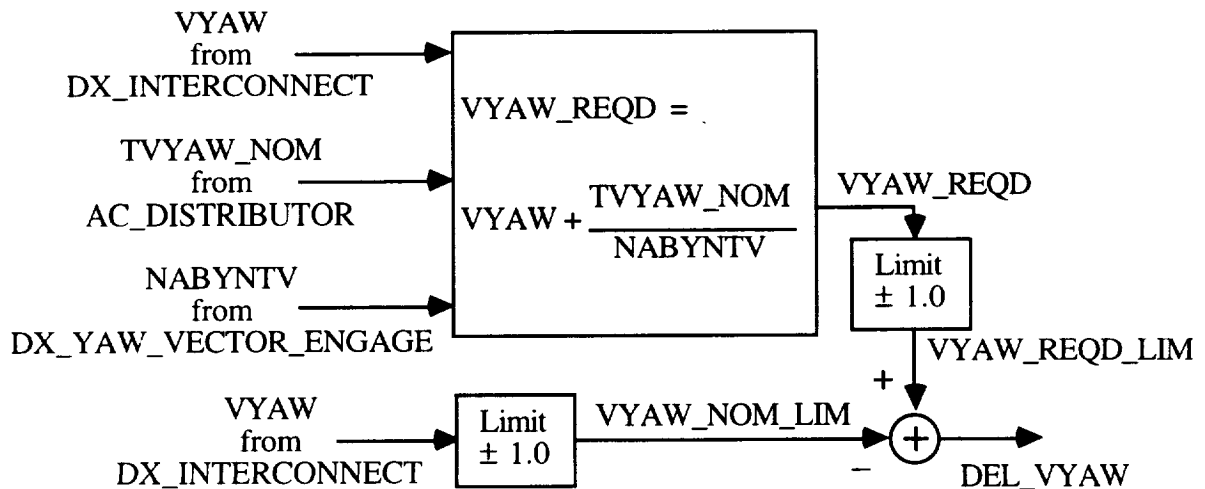 VYAW
from
DX_INTERCONNECT
VYAW_REQD =
TVYAW_NOM
from
AC_DISTRIBUTOR
VYAW + TVYAW_NOM
NABYNTV
VYAW_REQD
NABYNTV
from
DX_YAW_VECTOR_ENGAGE
Limit
± 1.0
VYAW_REQD_LIM
+
VYAW
from
DX_INTERCONNECT
Limit
± 1.0
VYAW_NOM_LIM
−
+
DEL_VYAW